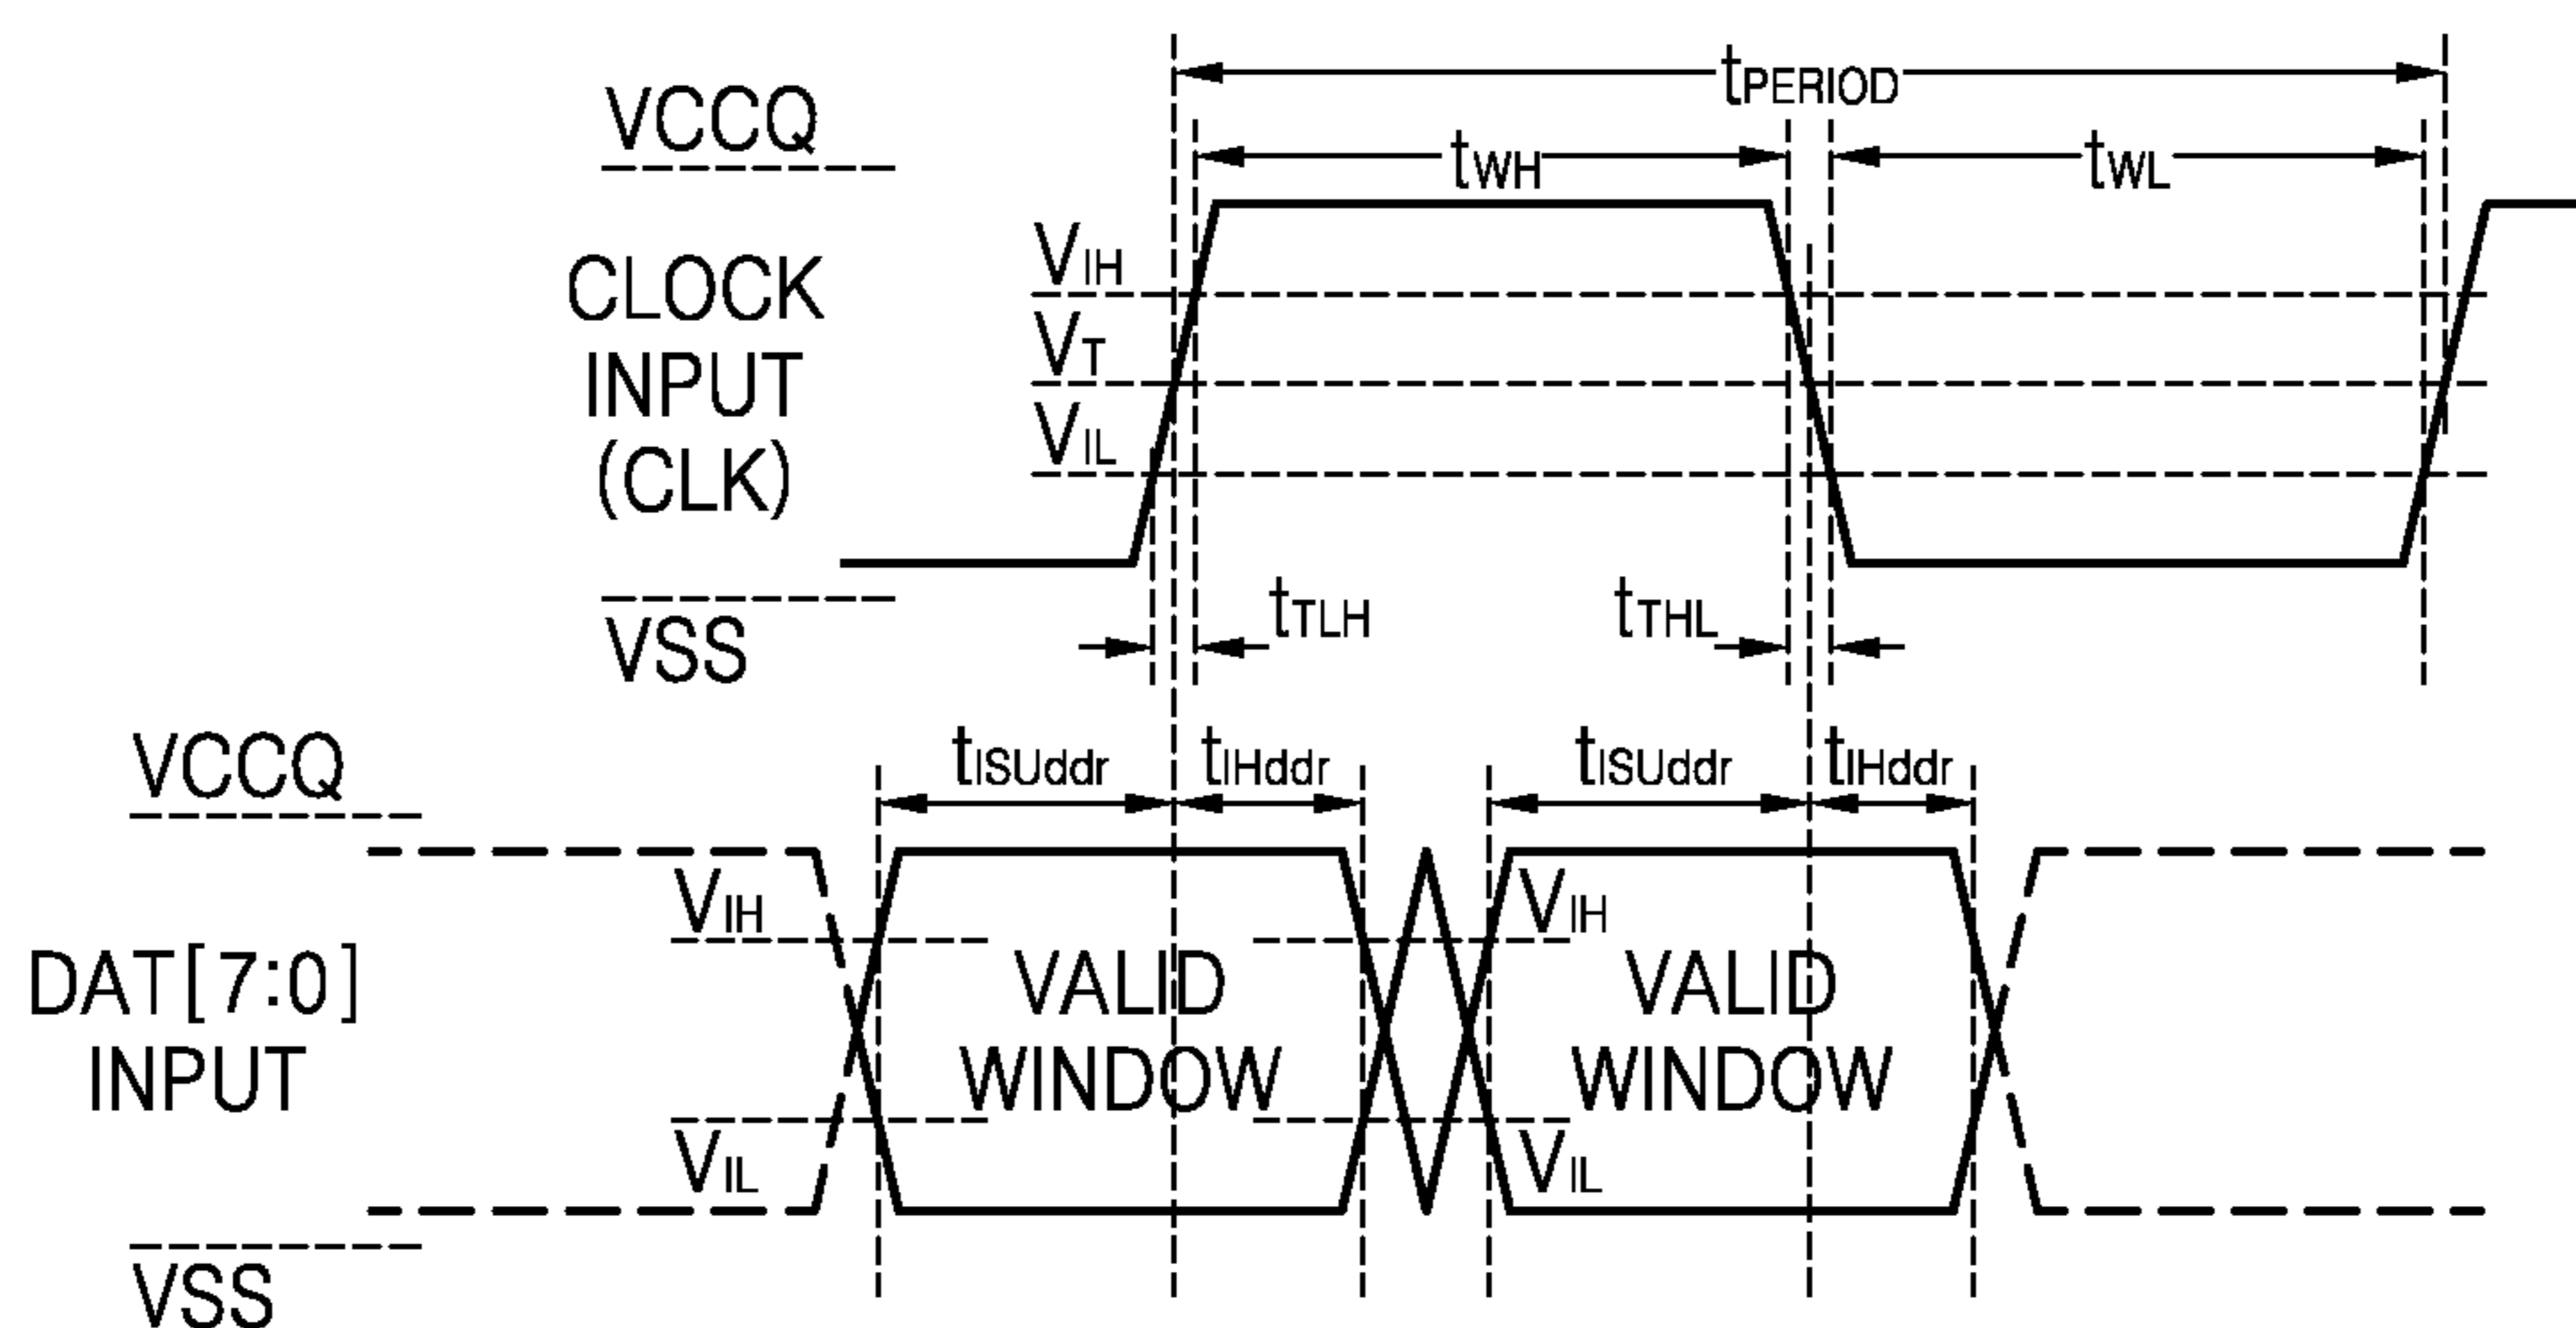 tPERIOD
VCCQ
tWH
tWL
VIH
CLOCK
INPUT
(CLK)
VT
VIL
VSS
tTLH
tTHL
VCCQ
tISUddr
tIHddr
tISUddr
tIHddr
VIH
VIH
DAT[7:0]
INPUT
VALID
WINDOW
VALID
WINDOW
VIL
VIL
VSS